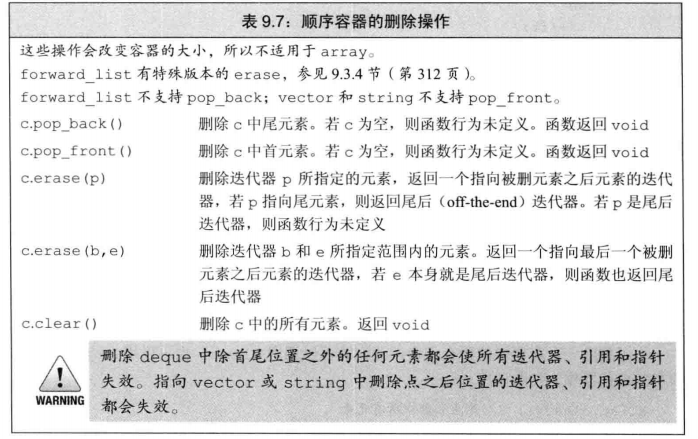 表 9.7：顺序容器的删除操作
这些操作会改变容器的大小，所以不适用于 array。
forward_list 有特殊版本的 erase，参见 9.3.4 节（第 312 页）。
forward_list 不支持 pop_back；vector 和 string 不支持 pop_front。
c.pop_back() 删除 c 中尾元素。若 c 为空，则函数行为未定义。函数返回 void
c.pop_front() 删除 c 中首元素。若 c 为空，则函数行为未定义。函数返回 void
c.erase(p) 删除迭代器 p 所指定的元素，返回一个指向被删元素之后元素的迭代
器，若 p 指向尾元素，则返回尾后（off-the-end）迭代器。若 p 是尾后
迭代器，则函数行为未定义
c.erase(b,e) 删除迭代器 b 和 e 所指定范围内的元素。返回一个指向最后一个被删
元素之后元素的迭代器，若 e 本身就是尾后迭代器，则函数也返回尾
后迭代器
c.clear() 删除 c 中的所有元素。返回 void
删除 deque 中除首尾位置之外的任何元素都会使所有迭代器、引用和指针
失效。指向 vector 或 string 中删除点之后位置的迭代器、引用和指针
都会失效。
WARNING